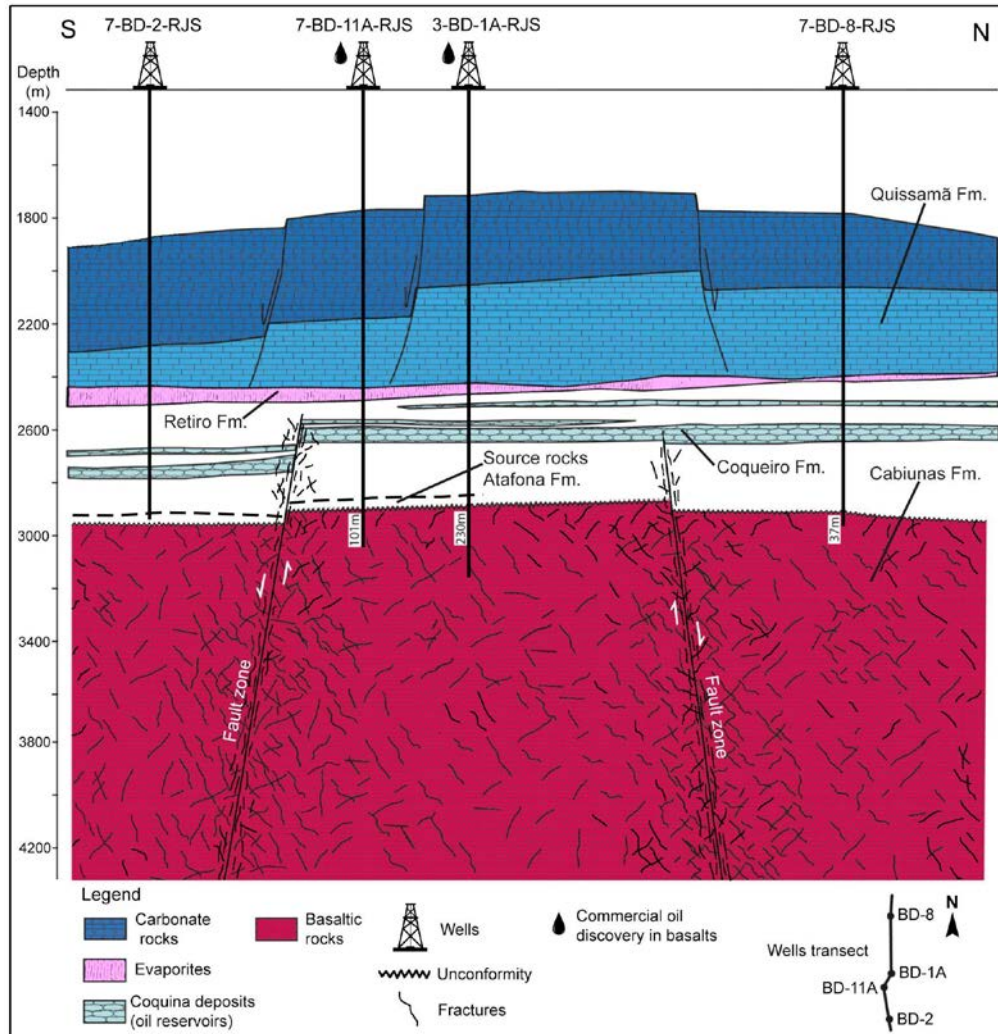 S
7-BD-2-RJS
7-BD-11A-RJS
3-BD-1A-RJS
7-BD-8-RJS
N
Depth
(m)
1400
1800
2200
2600
3000
3400
3800
4200
Quissamã Fm.
Retiro Fm.
Source rocks
Atafona Fm.
Coqueiro Fm.
Cabiunas Fm.
101m
230m
37m
Fault zone
Fault zone
Legend
Carbonate
rocks
Basaltic
rocks
Wells
Commercial oil
discovery in basalts
Evaporites
Unconformity
Coquina deposits
(oil reservoirs)
Fractures
Wells transect
N
BD-8
BD-1A
BD-11A
BD-2